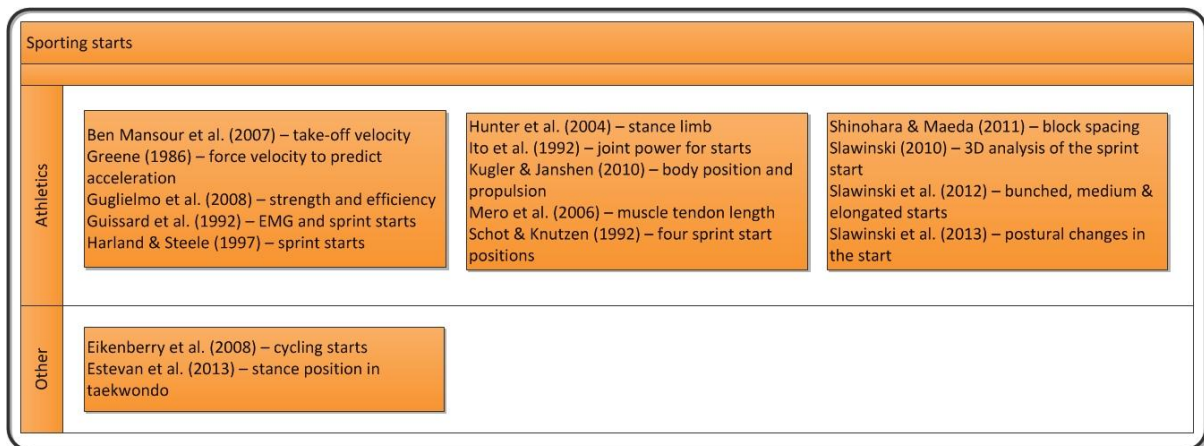 Sporting starts
Athletics
Ben Mansour et al. (2007) – take-off velocity
Greene (1986) – force velocity to predict
acceleration
Guglielmo et al. (2008) – strength and efficiency
Guissard et al. (1992) – EMG and sprint starts
Harland & Steele (1997) – sprint starts
Hunter et al. (2004) – stance limb
Ito et al. (1992) – joint power for starts
Kugler & Janshen (2010) – body position and
propulsion
Mero et al. (2006) – muscle tendon length
Schot & Knutzen (1992) – four sprint start
positions
Shinohara & Maeda (2011) – block spacing
Slawinski (2010) – 3D analysis of the sprint
start
Slawinski et al. (2012) – bunched, medium &
elongated starts
Slawinski et al. (2013) – postural changes in
the start
Other
Eikenberry et al. (2008) – cycling starts
Estevan et al. (2013) – stance position in
taekwondo